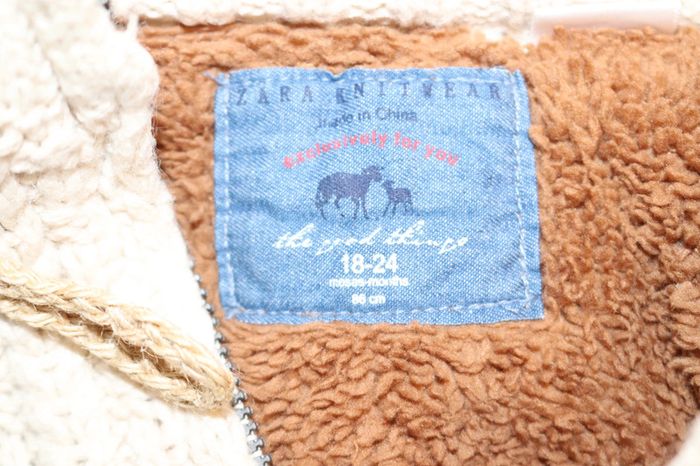 ZARA KNITWEAR
made in China
exclusively for you
the good things
18-24
meses-months
86 cm